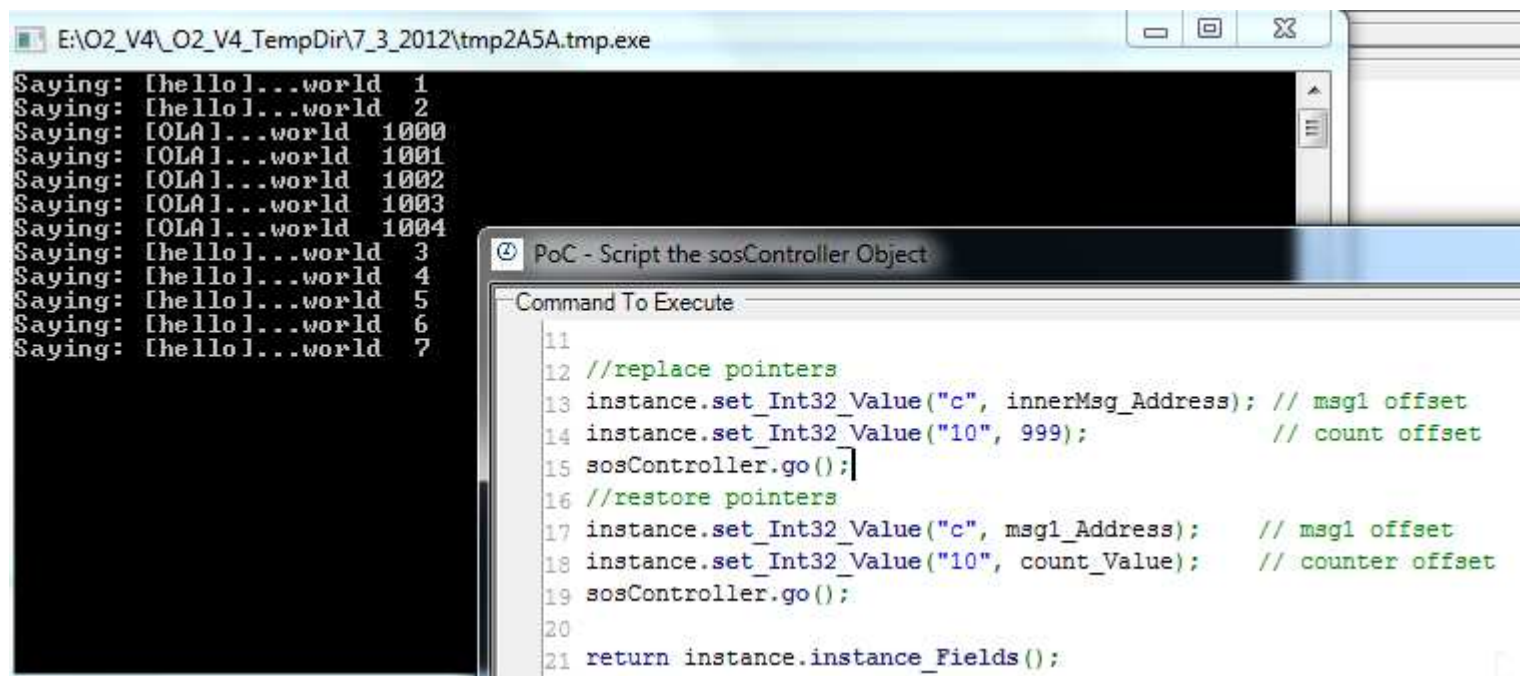 E:\O2_V4\_O2_V4_TempDir\7_3_2012\tmp2A5A.tmp.exe
Saying: [hello]...world  1
Saying: [hello]...world  2
Saying: [OLA]...world  1000
Saying: [OLA]...world  1001
Saying: [OLA]...world  1002
Saying: [OLA]...world  1003
Saying: [OLA]...world  1004
Saying: [hello]...world  3
Saying: [hello]...world  4
Saying: [hello]...world  5
Saying: [hello]...world  6
Saying: [hello]...world  7
PoC - Script the sosController Object
Command To Execute
11
12 //replace pointers
13 instance.set_Int32_Value("c", innerMsg_Address); // msg1 offset
14 instance.set_Int32_Value("10", 999);              // count offset
15 sosController.go();
16 //restore pointers
17 instance.set_Int32_Value("c", msg1_Address);    // msg1 offset
18 instance.set_Int32_Value("10", count_Value);    // counter offset
19 sosController.go();
20
21 return instance.instance_Fields();